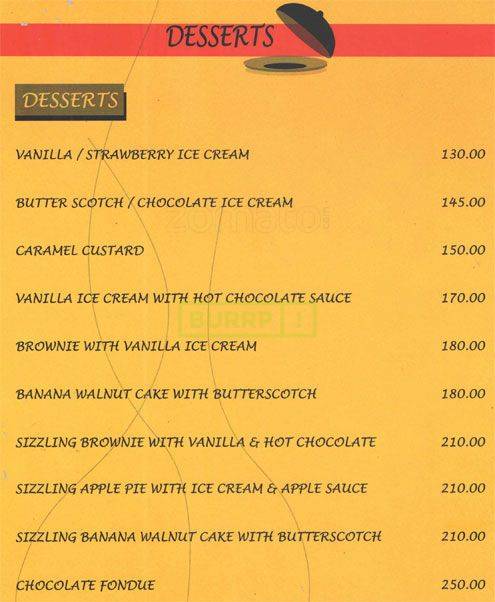 DESSERTS
DESSERTS
VANILLA / STRAWBERRY ICE CREAM 130.00
BUTTER SCOTCH / CHOCOLATE ICE CREAM 145.00
zomato
CARAMEL CUSTARD 150.00
VANILLA ICE CREAM WITH HOT CHOCOLATE SAUCE 170.00
BURRP !
BROWNIE WITH VANILLA ICE CREAM 180.00
BANANA WALNUT CAKE WITH BUTTERSCOTCH 180.00
SIZZLING BROWNIE WITH VANILLA & HOT CHOCOLATE 210.00
SIZZLING APPLE PIE WITH ICE CREAM & APPLE SAUCE 210.00
SIZZLING BANANA WALNUT CAKE WITH BUTTERSCOTCH 210.00
CHOCOLATE FONDUE 250.00